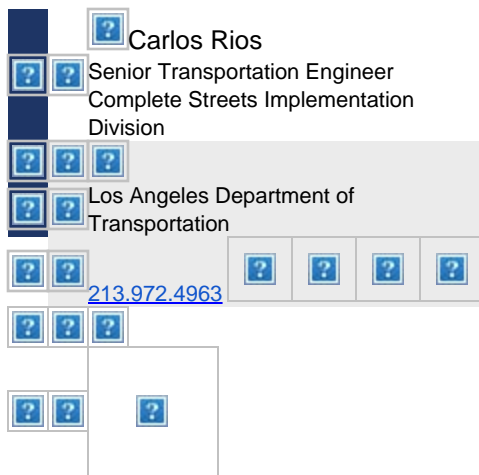 Carlos Rios
Senior Transportation Engineer
Complete Streets Implementation
Division
Los Angeles Department of
Transportation
213.972.4963